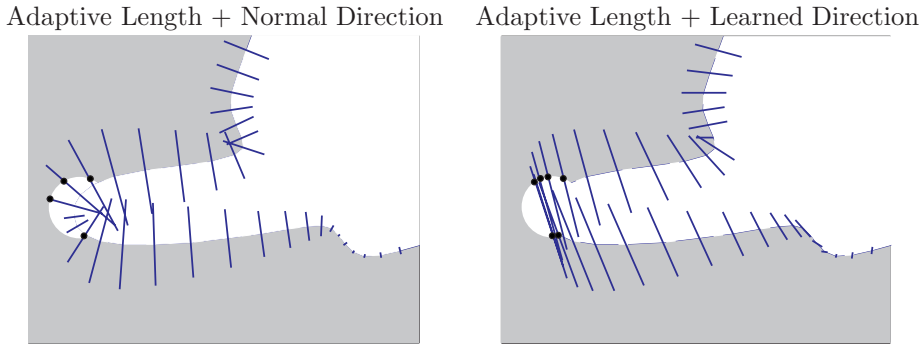 Adaptive Length + Normal Direction
Adaptive Length + Learned Direction